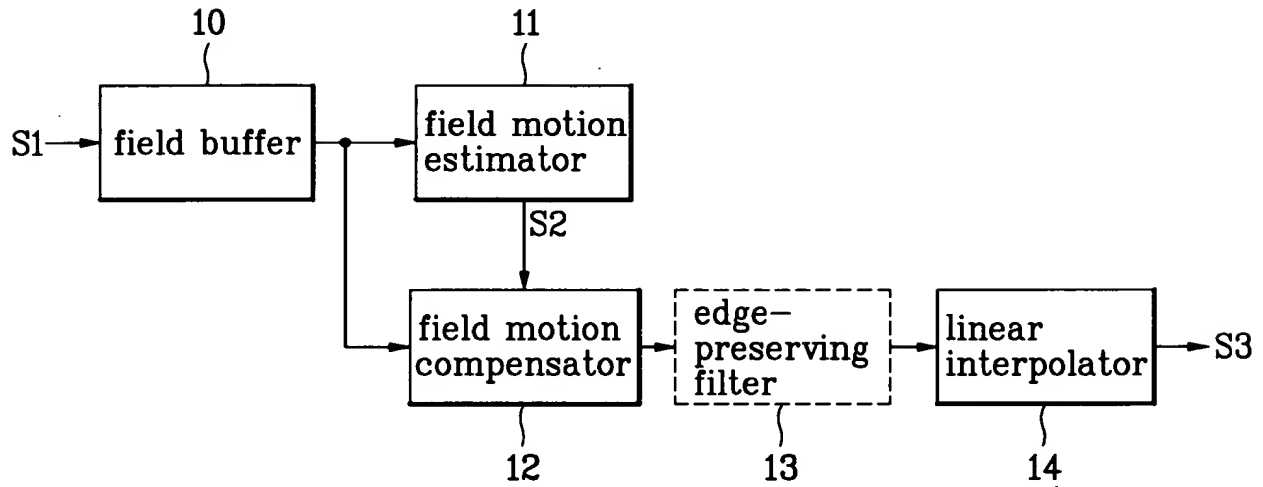 10
11
S1
field buffer
field motion
estimator
S2
field motion
compensator
edge-
preserving
filter
linear
interpolator
S3
12
13
14